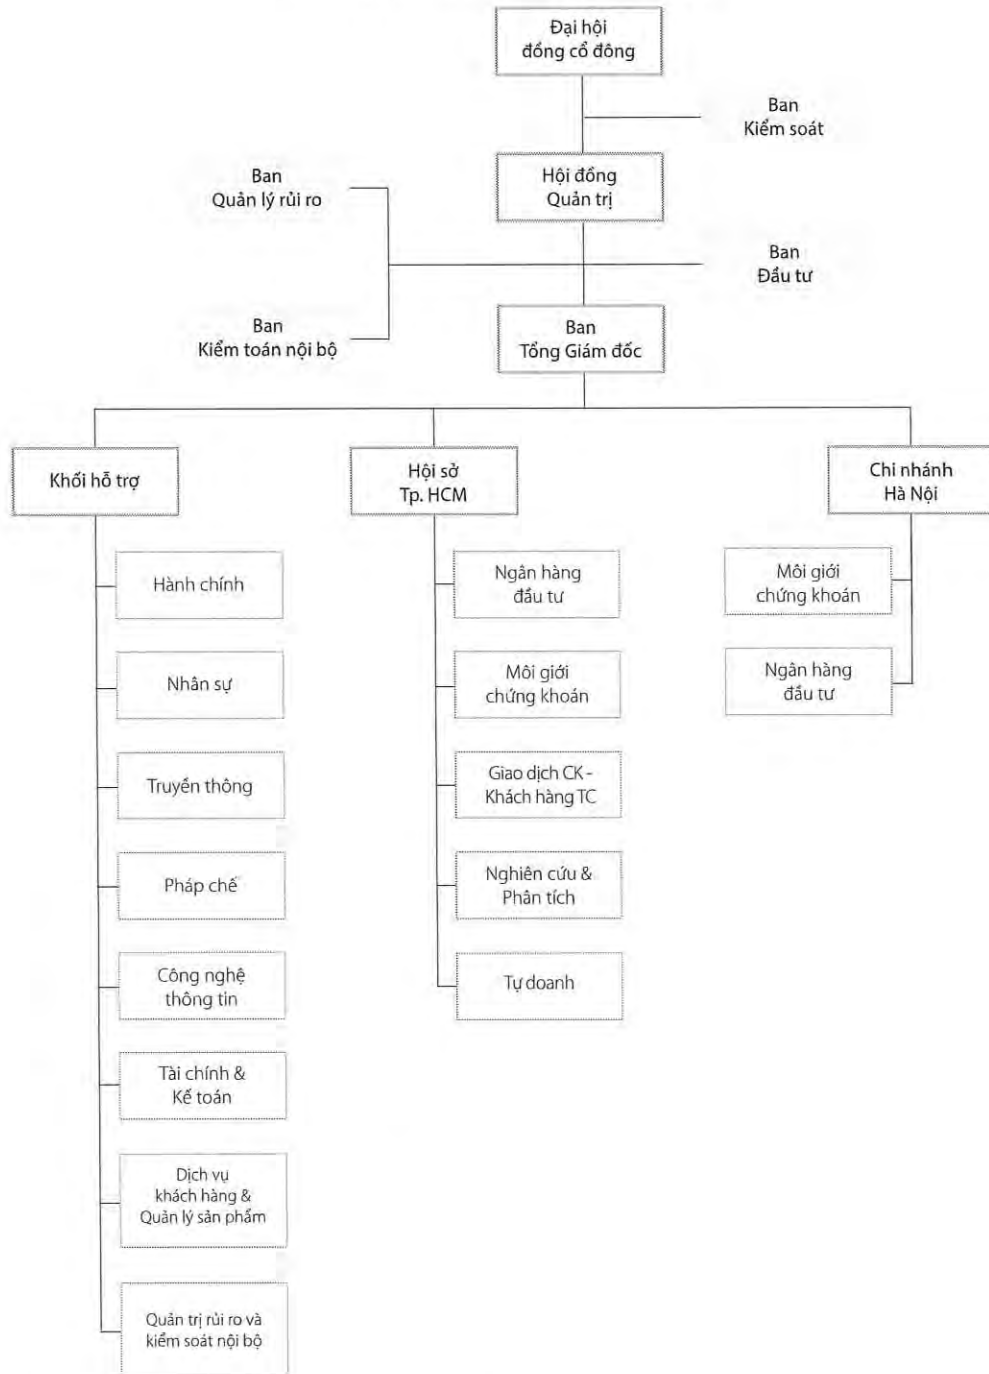 Đại hội
đồng cổ đông
Ban
Kiểm soát
Ban
Quản lý rủi ro
Hội đồng
Quản trị
Ban
Đầu tư
Ban
Kiểm toán nội bộ
Ban
Tổng Giám đốc
Khối hỗ trợ
Hội sở
Tp. HCM
Chi nhánh
Hà Nội
Hành chính
Nhân sự
Truyền thông
Pháp chế
Công nghệ
thông tin
Tài chính &
Kế toán
Dịch vụ
khách hàng &
Quản lý sản phẩm
Quản trị rủi ro và
kiểm soát nội bộ
Ngân hàng
đầu tư
Môi giới
chứng khoán
Giao dịch CK -
Khách hàng TC
Nghiên cứu &
Phân tích
Tự doanh
Môi giới
chứng khoán
Ngân hàng
đầu tư